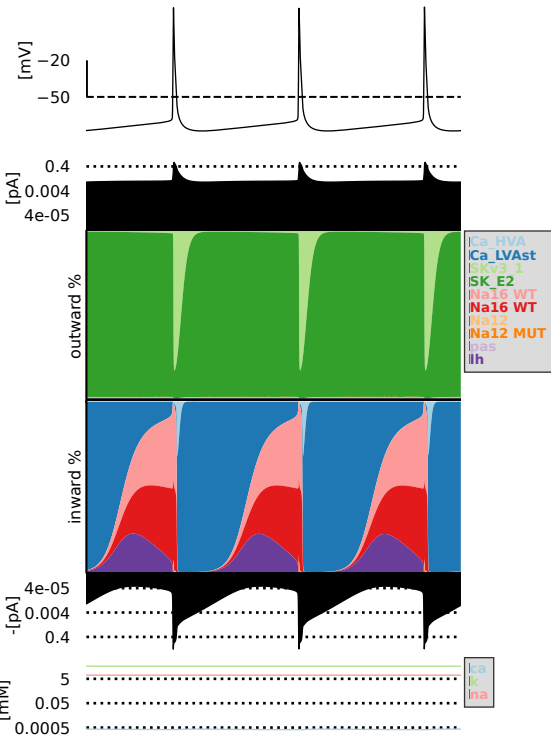 [mV]
−20
−50
[pA]
0.4
0.004
4e-05
outward %
Ca_HVA
Ca_LVAst
SKv3_1
SK_E2
Na16 WT
Na16 WT
Na12
Na12 MUT
pas
Ih
inward %
-[pA]
4e-05
0.004
0.4
[mM]
5
0.05
0.0005
ca
k
na